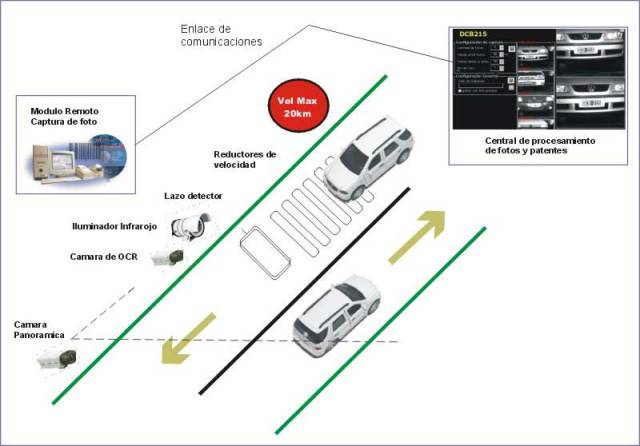 Enlace de
comunicaciones
DCB215
Vel Max
20km
Modulo Remoto
Captura de foto
Central de procesamiento
de fotos y patentes
Reductores de
velocidad
Lazo detector
Iluminador Infrarojo
Camara de OCR
Camara
Panoramica